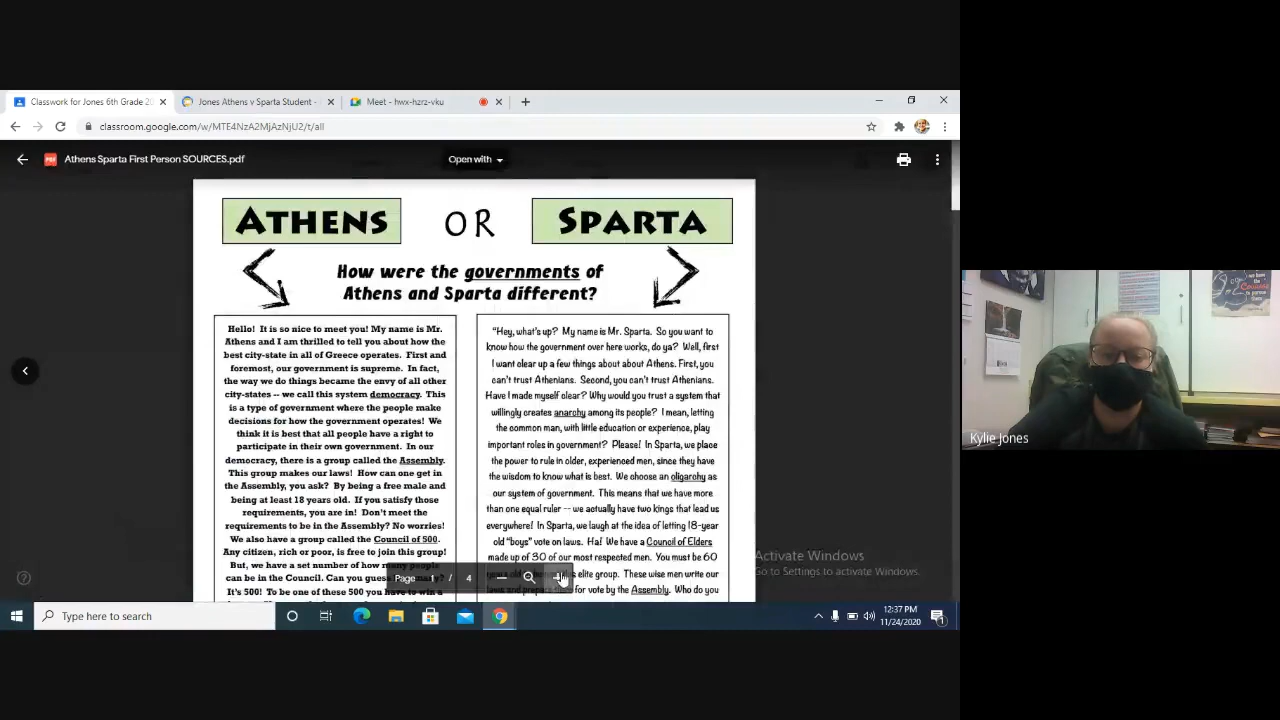 Classwork for Jones 6th Grade 20
Jones Athens v Sparta Student -
Meet - hwx-hzrz-vku
classroom.google.com/w/MTE4NzA2MjAzNjU2/t/all
PDF
Athens Sparta First Person SOURCES.pdf
Open with
ATHENS OR SPARTA
How were the governments of
Athens and Sparta different?
Hello! It is so nice to meet you! My name is Mr.
Athens and I am thrilled to tell you about how the
best city-state in all of Greece operates. First and
foremost, our government is supreme. In fact,
the way we do things became the envy of all other
city-states -- we call this system democracy. This
is a type of government where the people make
decisions for how the government operates! We
think it is best that all people have a right to
participate in their own government. In our
democracy, there is a group called the Assembly.
This group makes our laws! How can one get in
the Assembly, you ask? By being a free male and
being at least 18 years old. If you satisfy those
requirements, you are in! Don't meet the
requirements to be in the Assembly? No worries!
We also have a group called the Council of 500.
Any citizen, rich or poor, is free to join this group!
But, we have a set number of how many people
can be in the Council. Can you guess many?
It's 500! To be one of these 500 you have to win a
"Hey, what's up? My name is Mr. Sparta. So you want to
know how the government over here works, do ya? Well, first
I want clear up a few things about about Athens. First, you
can't trust Athenians. Second, you can't trust Athenians.
Have I made myself clear? Why would you trust a system that
willingly creates anarchy among its people? I mean, letting
the common man, with little education or experience, play
important roles in government? Please! In Sparta, we place
the power to rule in older, experienced men, since they have
the wisdom to know what is best. We choose an oligarchy as
our system of government. This means that we have more
than one equal ruler -- we actually have two kings that lead us
everywhere! In Sparta, we laugh at the idea of letting 18-year
old "boys" vote on laws. Ha! We have a Council of Elders
made up of 30 of our most respected men. You must be 60
elite group. These wise men write our
for vote by the Assembly. Who do you
Page / 4
Activate Windows
Go to Settings to activate Windows.
Kylie Jones
Type here to search
12:37 PM
11/24/2020